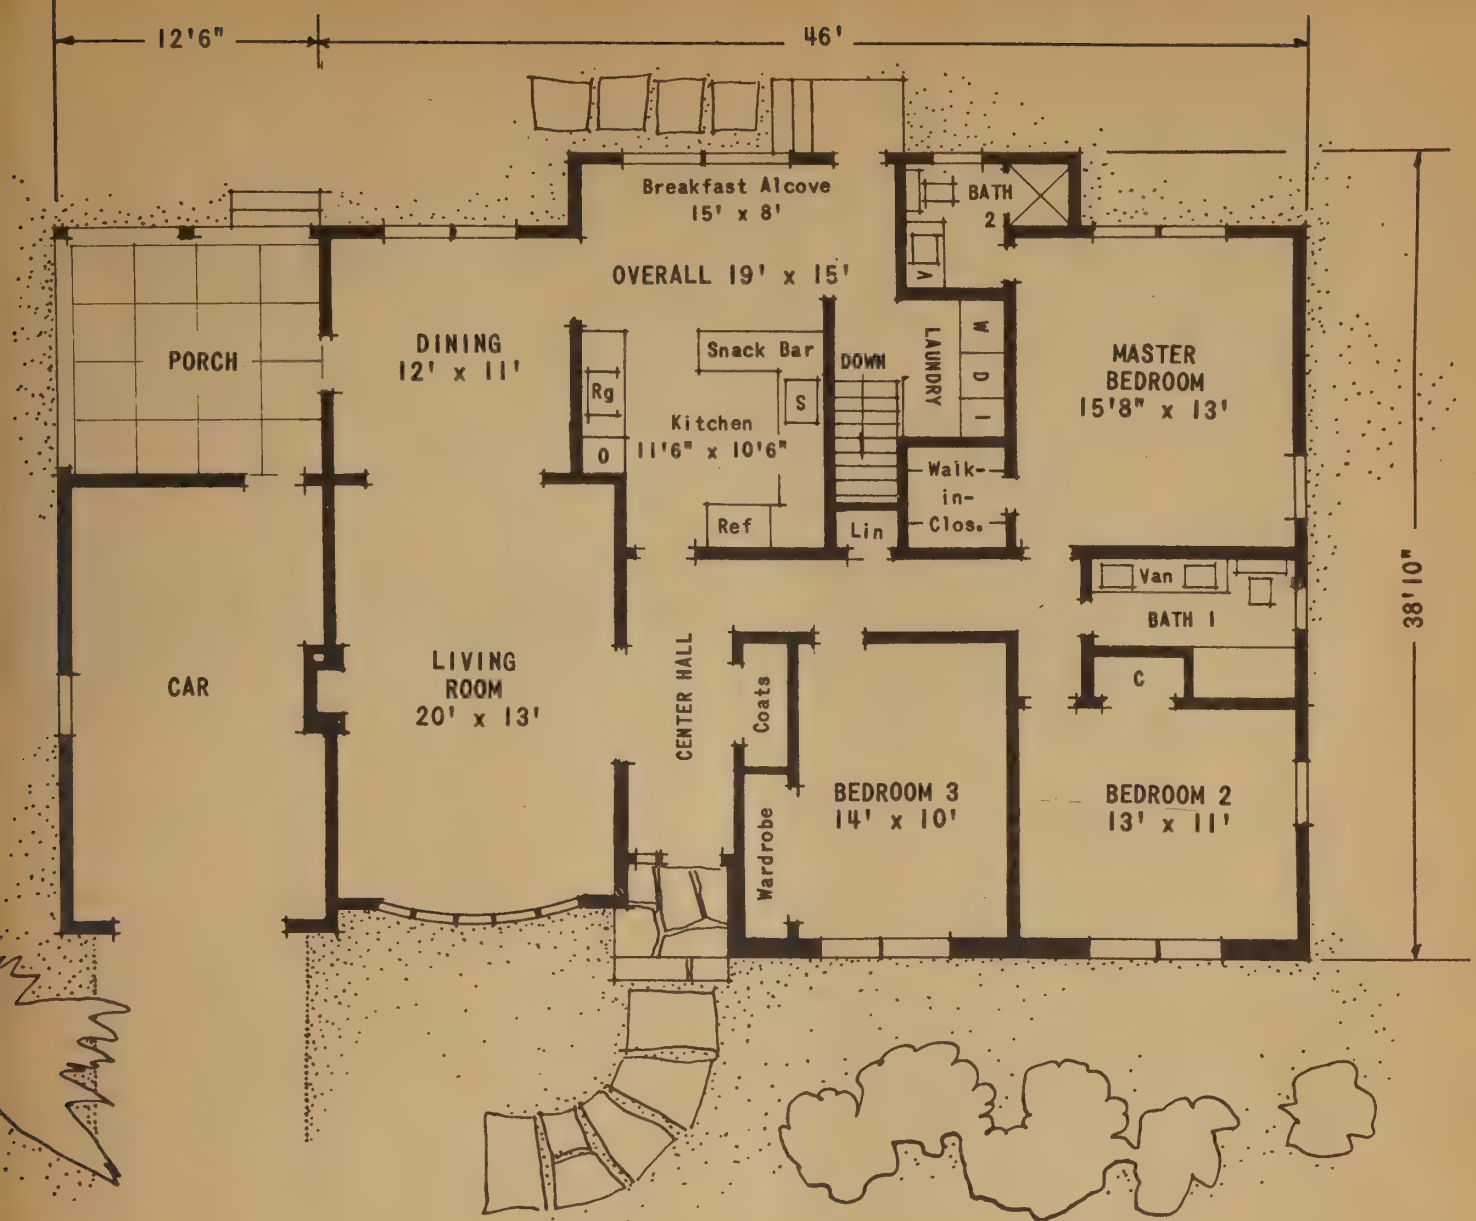 12'6"
46'
Breakfast Alcove
15' x 8'
BATH
2
OVERALL 19' x 15'
V
DINING
12' x 11'
PORCH
Snack Bar
DOWN
LAUNDRY
W
D
I
MASTER
BEDROOM
15'8" x 13'
Rg
S
Kitchen
11'6" x 10'6"
O
Walk-
in-
Clos.
Ref
Lin
Van
BATH 1
38'10"
CAR
LIVING
ROOM
20' x 13'
CENTER HALL
Coats
C
BEDROOM 3
14' x 10'
BEDROOM 2
13' x 11'
Wardrobe